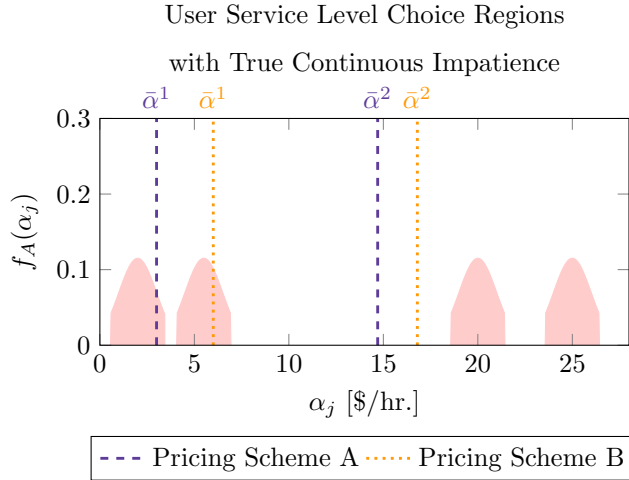 User Service Level Choice Regions
with True Continuous Impatience
ᾱ¹ ᾱ¹ ᾱ² ᾱ²
0.3
0.2
0.1
0
f_A(α_j)
0 5 10 15 20 25
α_j [$/hr.]
Pricing Scheme A Pricing Scheme B